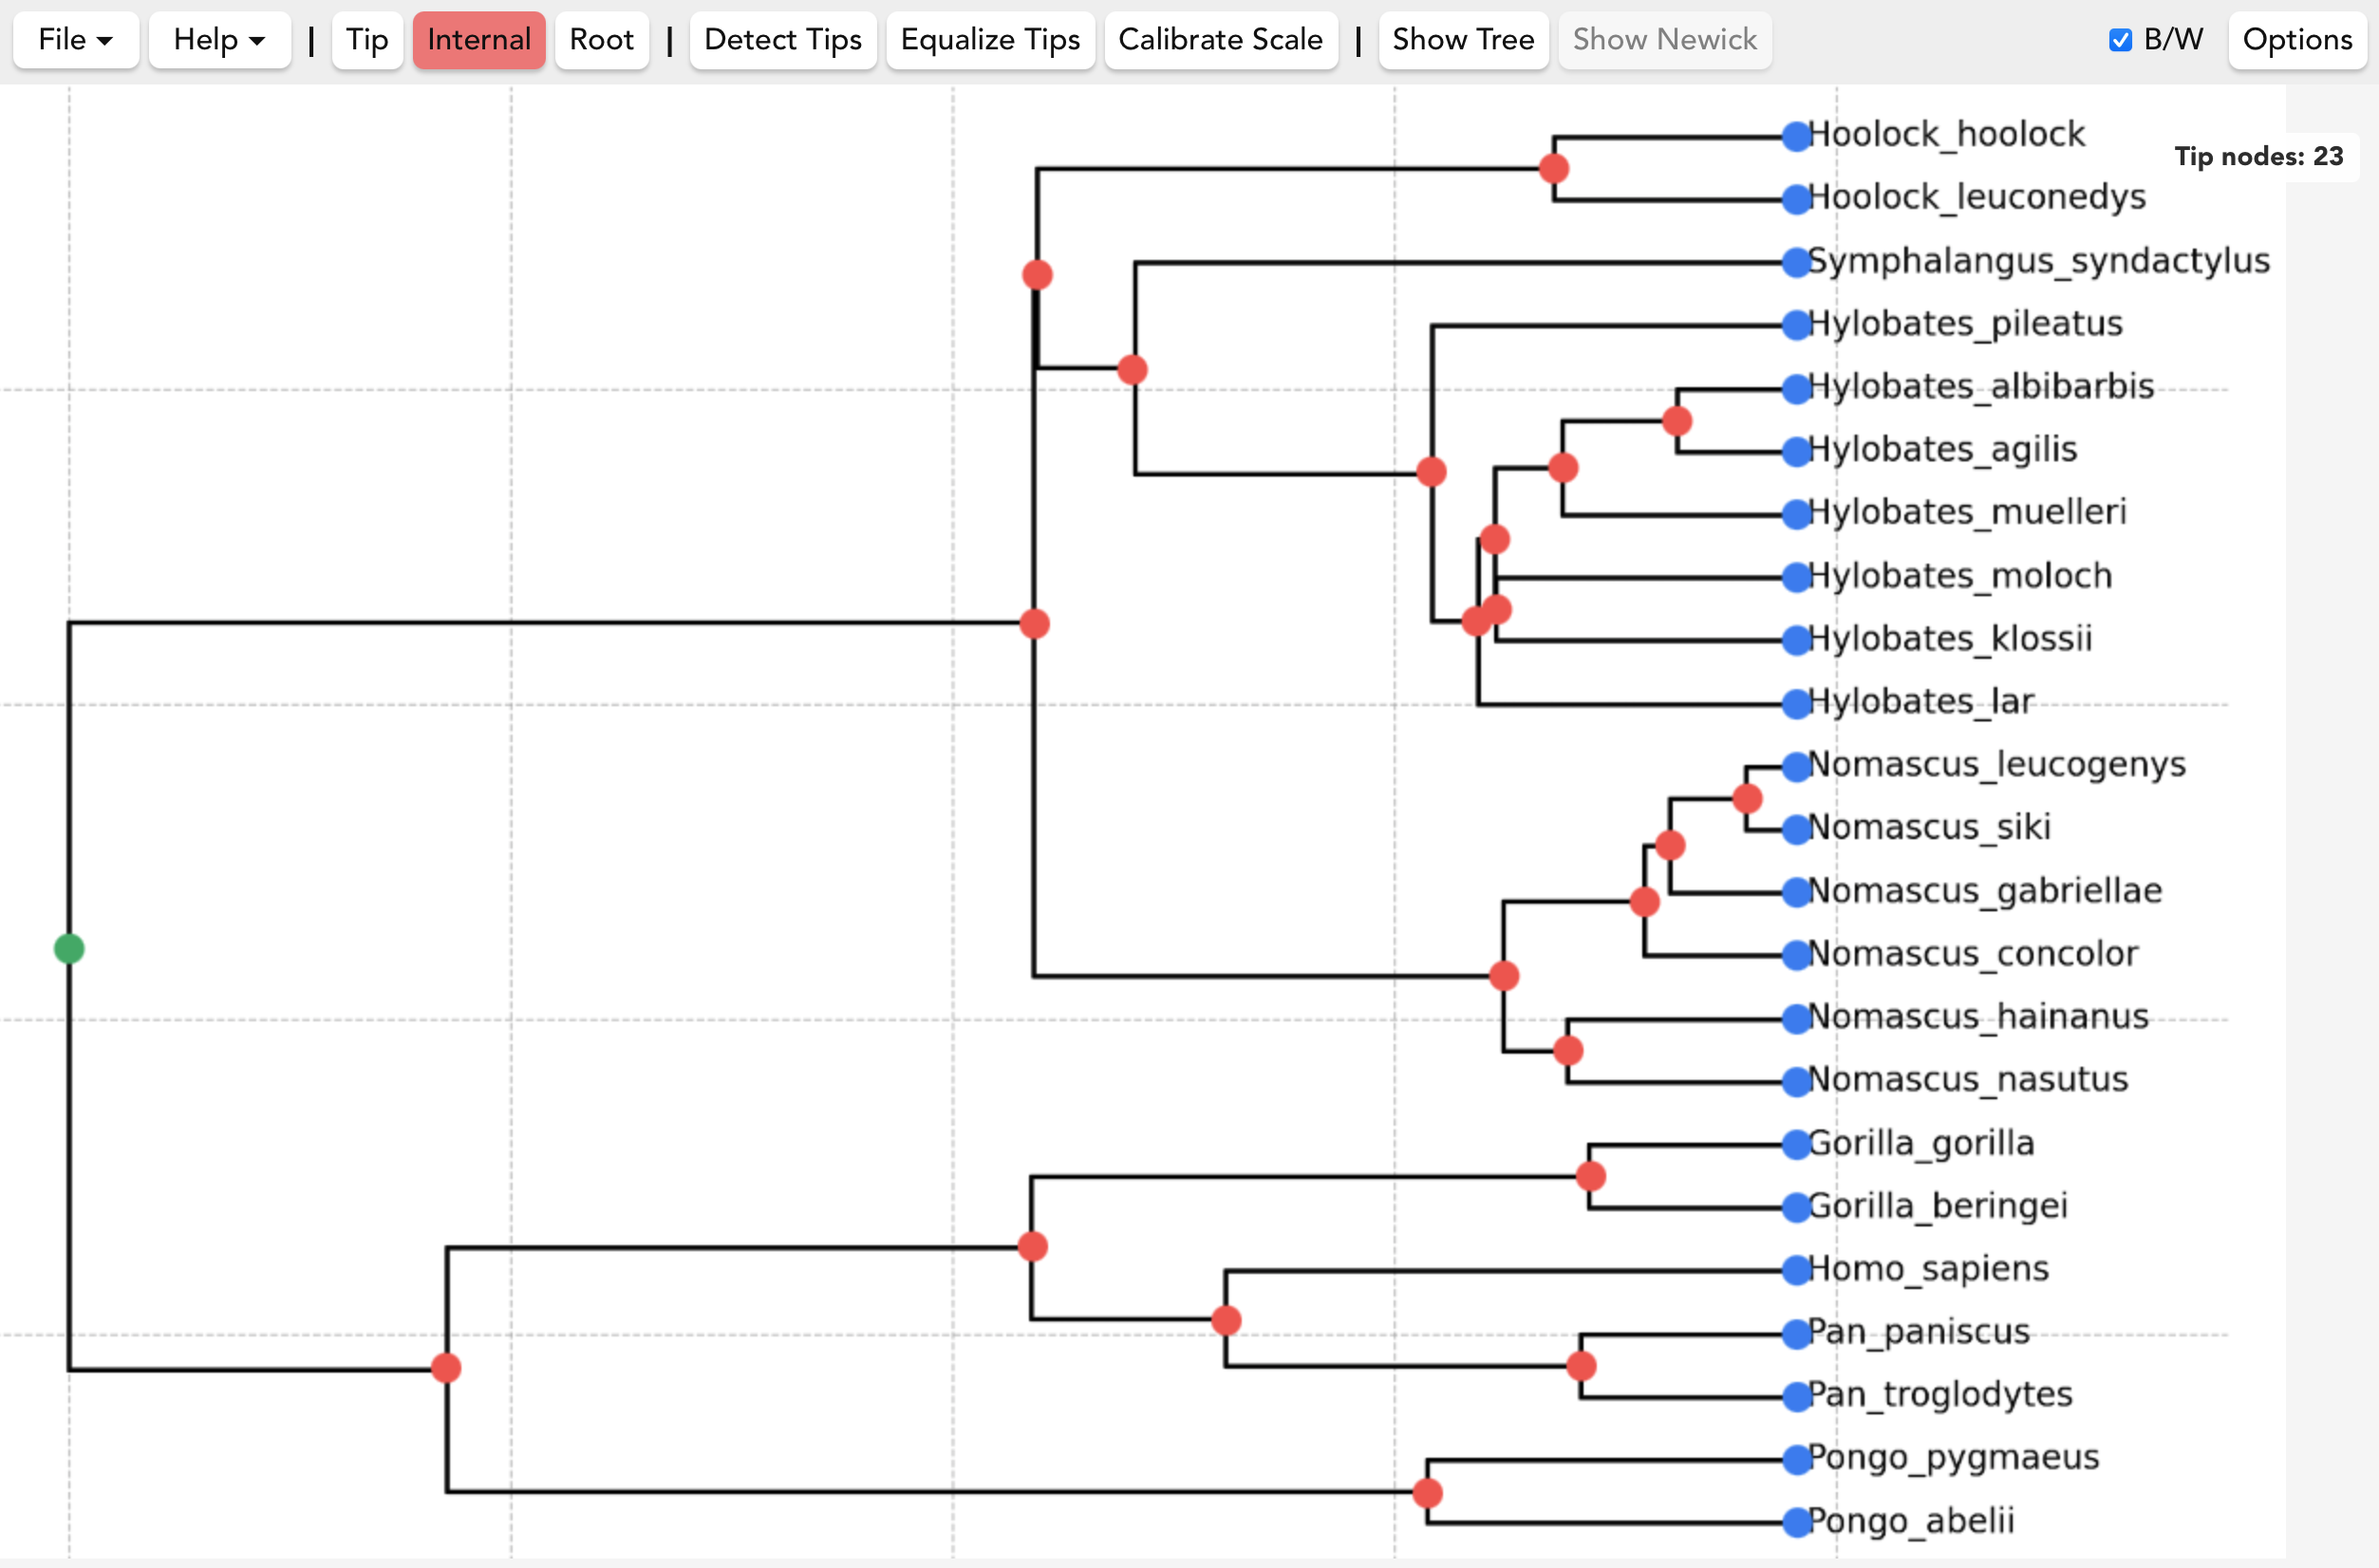 File Help | Tip Internal Root | Detect Tips Equalize Tips Calibrate Scale | Show Tree Show Newick B/W Options
Hoolock_hoolock
Tip nodes: 23
Hoolock_leuconedys
Symphalangus_syndactylus
Hylobates_pileatus
Hylobates_albibarbis
Hylobates_agilis
Hylobates_muelleri
Hylobates_moloch
Hylobates_klossii
Hylobates_lar
Nomascus_leucogenys
Nomascus_siki
Nomascus_gabriellae
Nomascus_concolor
Nomascus_hainanus
Nomascus_nasutus
Gorilla_gorilla
Gorilla_beringei
Homo_sapiens
Pan_paniscus
Pan_troglodytes
Pongo_pygmaeus
Pongo_abelii